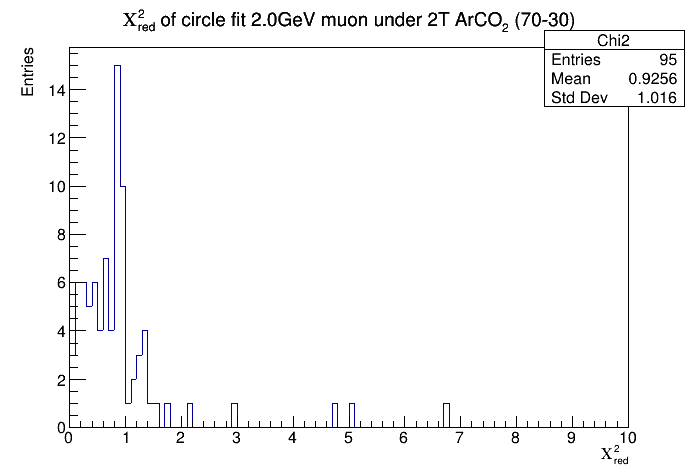 χ²red of circle fit 2.0GeV muon under 2T ArCO₂ (70-30)
Chi2
Entries 95
Mean 0.9256
Std Dev 1.016
Entries
14
12
10
8
6
4
2
0
0 1 2 3 4 5 6 7 8 9 10
χ²red